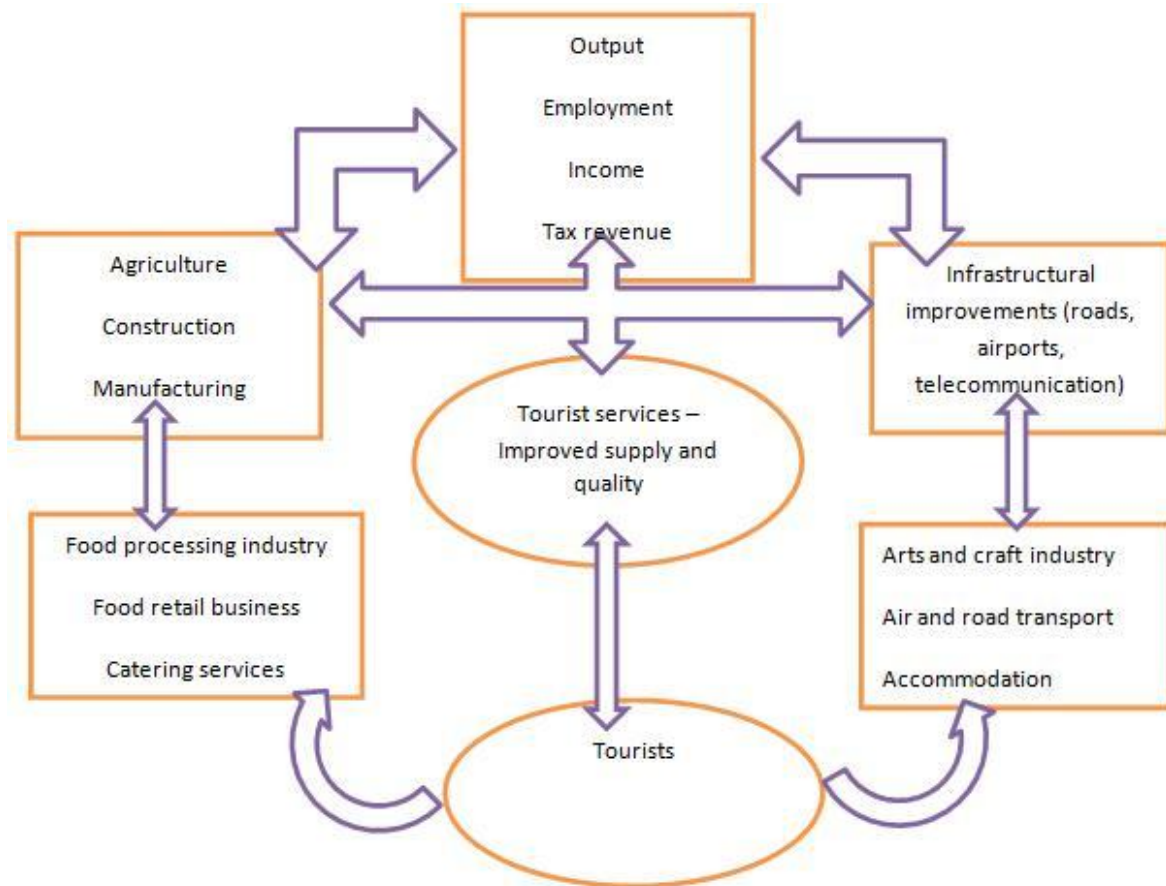 Output
Employment
Income
Tax revenue
Agriculture
Construction
Manufacturing
Infrastructural
improvements (roads,
airports,
telecommunication)
Tourist services –
Improved supply and
quality
Food processing industry
Food retail business
Catering services
Arts and craft industry
Air and road transport
Accommodation
Tourists